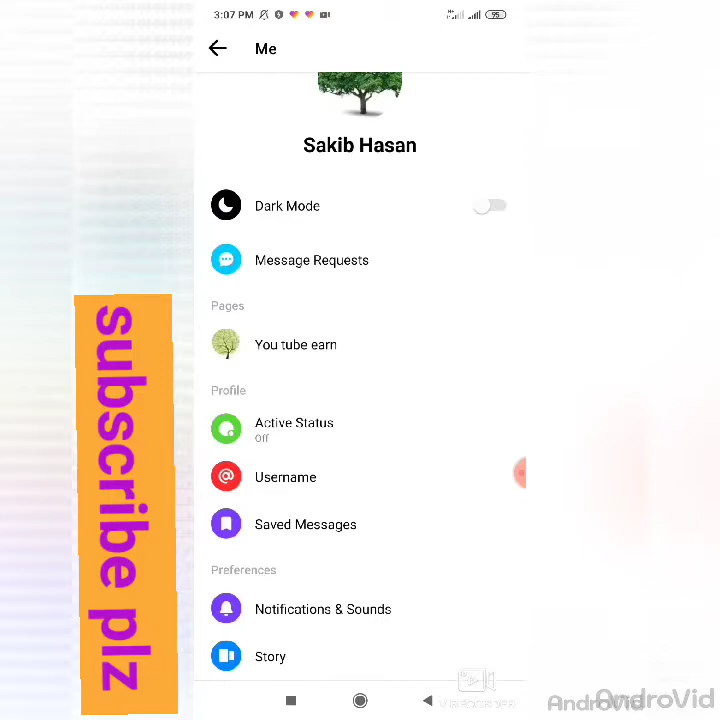 3:07 PM
95
Me
Sakib Hasan
Dark Mode
Message Requests
Pages
You tube earn
Profile
Active Status
Off
Username
Saved Messages
Preferences
Notifications & Sounds
Story
subscribe plz
AndroVid